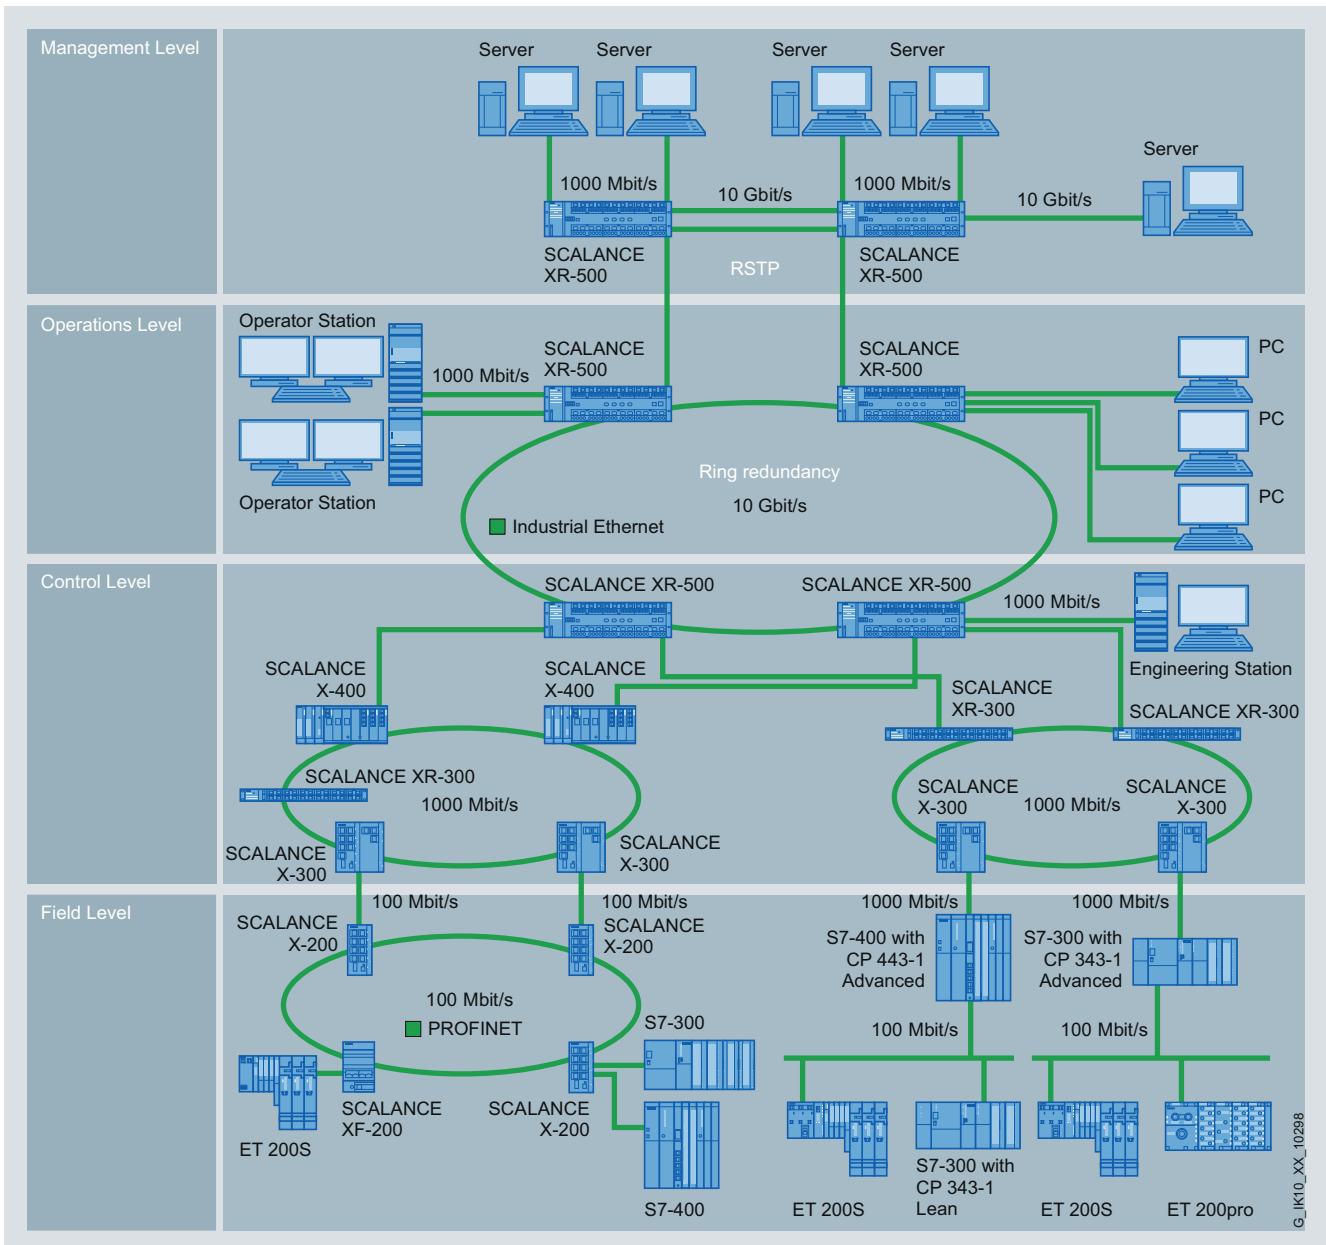 Management Level
Server
Server
Server
Server
Server
1000 Mbit/s
10 Gbit/s
1000 Mbit/s
10 Gbit/s
SCALANCE
XR-500
RSTP
SCALANCE
XR-500
Operations Level
Operator Station
SCALANCE
XR-500
SCALANCE
XR-500
PC
1000 Mbit/s
PC
Ring redundancy
10 Gbit/s
PC
Operator Station
Industrial Ethernet
Control Level
SCALANCE XR-500
SCALANCE XR-500
1000 Mbit/s
Engineering Station
SCALANCE
X-400
SCALANCE
X-400
SCALANCE
XR-300
SCALANCE XR-300
SCALANCE XR-300
1000 Mbit/s
SCALANCE
X-300
1000 Mbit/s
SCALANCE
X-300
SCALANCE
X-300
SCALANCE
X-300
Field Level
100 Mbit/s
100 Mbit/s
1000 Mbit/s
1000 Mbit/s
SCALANCE
X-200
SCALANCE
X-200
S7-400 with
CP 443-1
Advanced
S7-300 with
CP 343-1
Advanced
100 Mbit/s
PROFINET
S7-300
100 Mbit/s
100 Mbit/s
ET 200S
SCALANCE
XF-200
SCALANCE
X-200
S7-400
ET 200S
S7-300 with
CP 343-1
Lean
ET 200S
ET 200pro
G_IK10_XX_10298